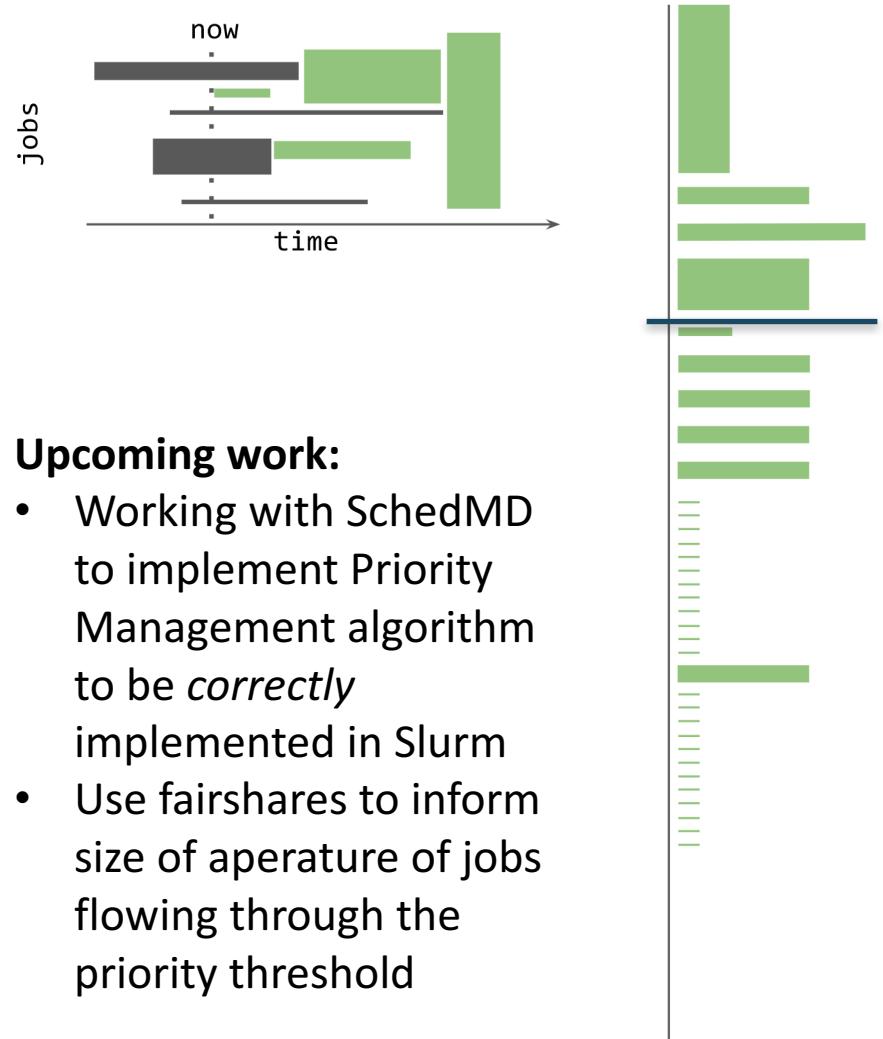 now
jobs
time
Upcoming work:
• Working with SchedMD
to implement Priority
Management algorithm
to be correctly
implemented in Slurm
• Use fairshares to inform
size of aperature of jobs
flowing through the
priority threshold